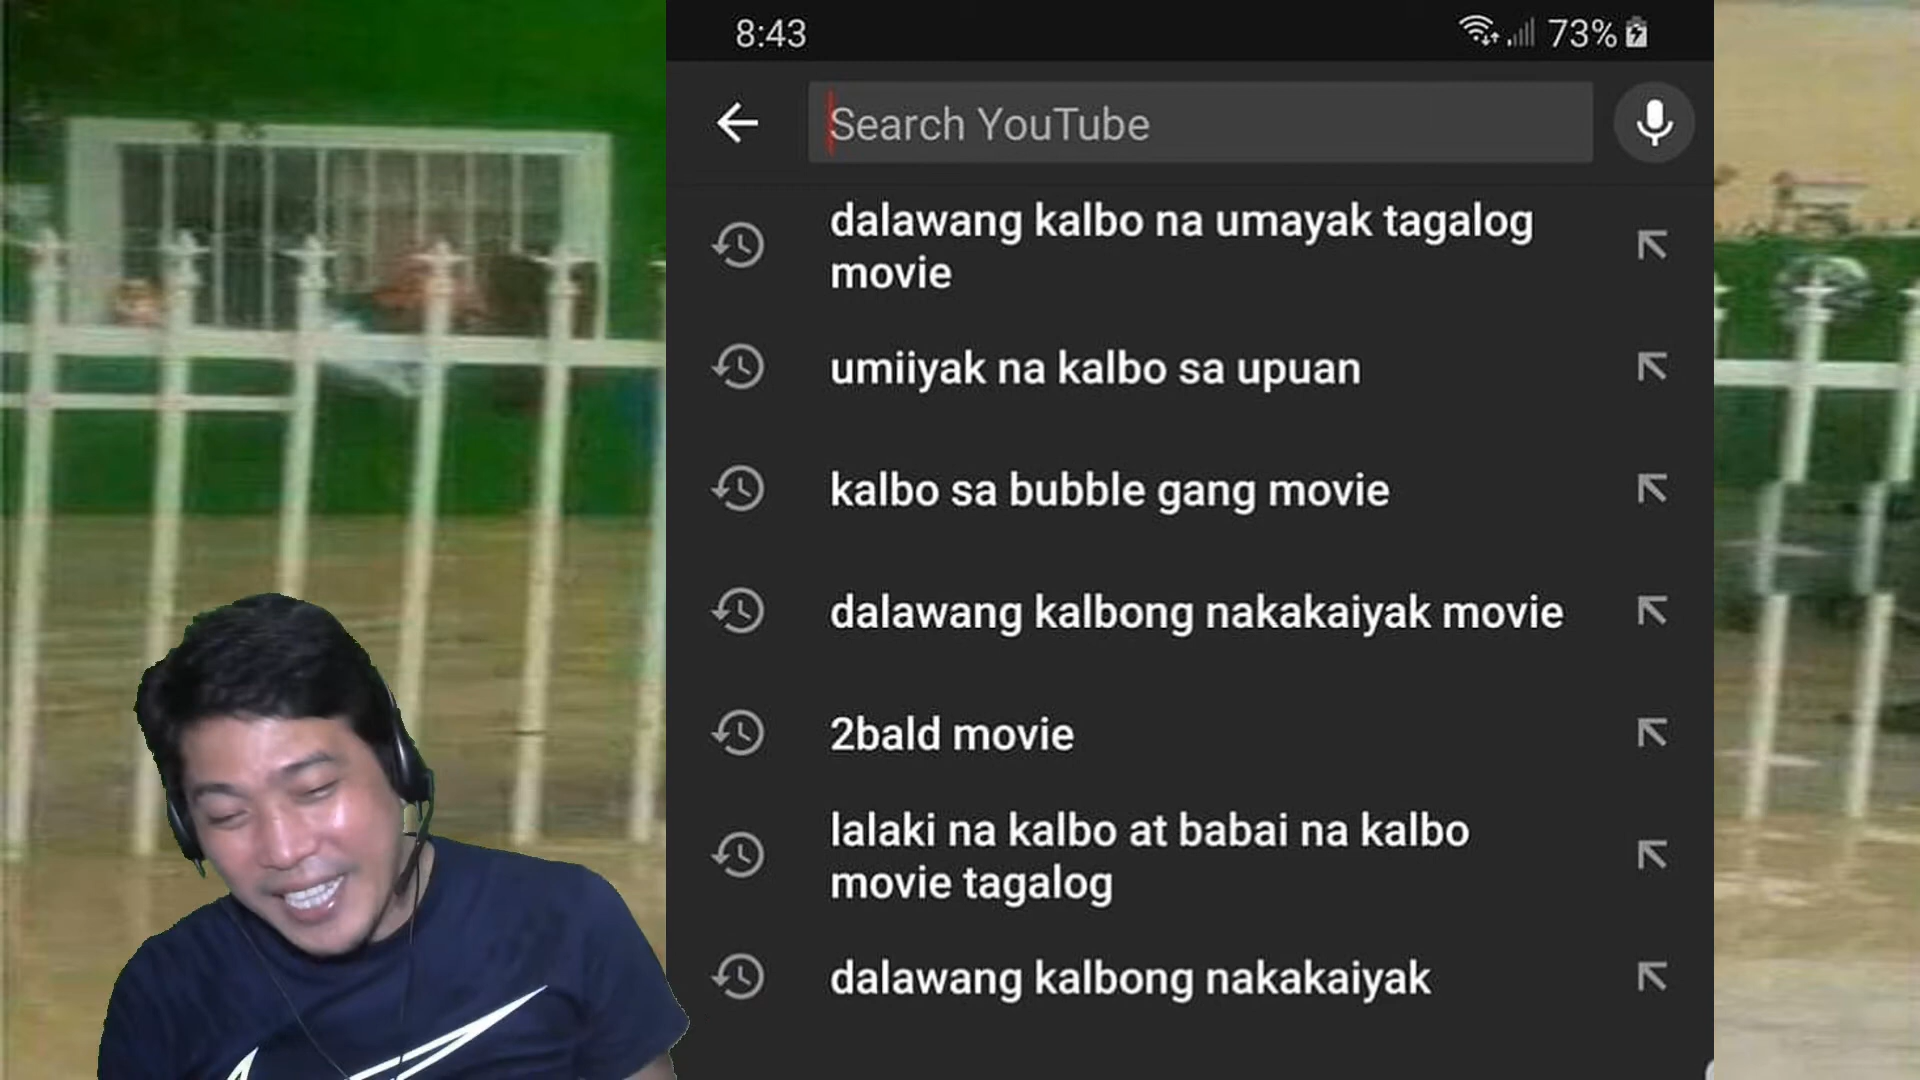 8:43
73%
Search YouTube
dalawang kalbo na umayak tagalog
movie
umiiyak na kalbo sa upuan
kalbo sa bubble gang movie
dalawang kalbong nakakaiyak movie
2bald movie
lalaki na kalbo at babai na kalbo
movie tagalog
dalawang kalbong nakakaiyak